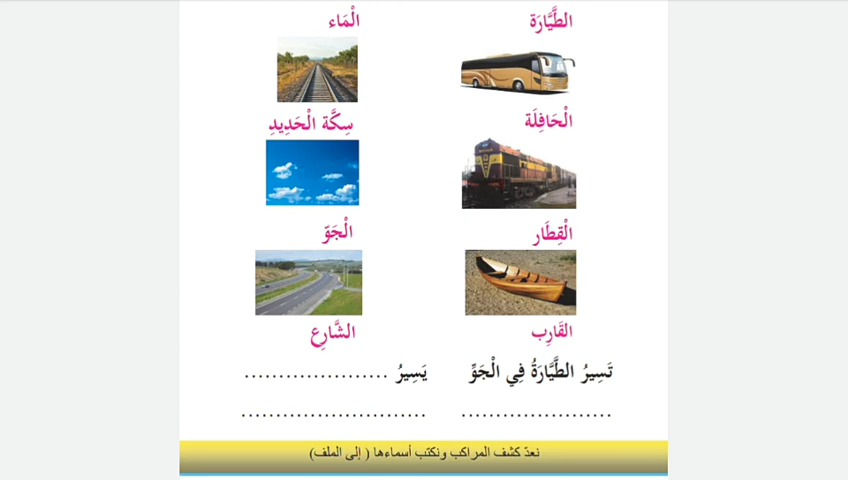 الطَّيَّارَة
الْمَاء
الْحَافِلَة
سِكَّة الْحَدِيدِ
الْقِطَار
الْجَوّ
القَارِب
الشَّارِع
تَسِيرُ الطَّيَّارَةُ فِي الْجَوِّ
يَسِيرُ .....................
......................
...........................
نعدّ كشف المراكب ونكتب أسماءها ( إلى الملف)